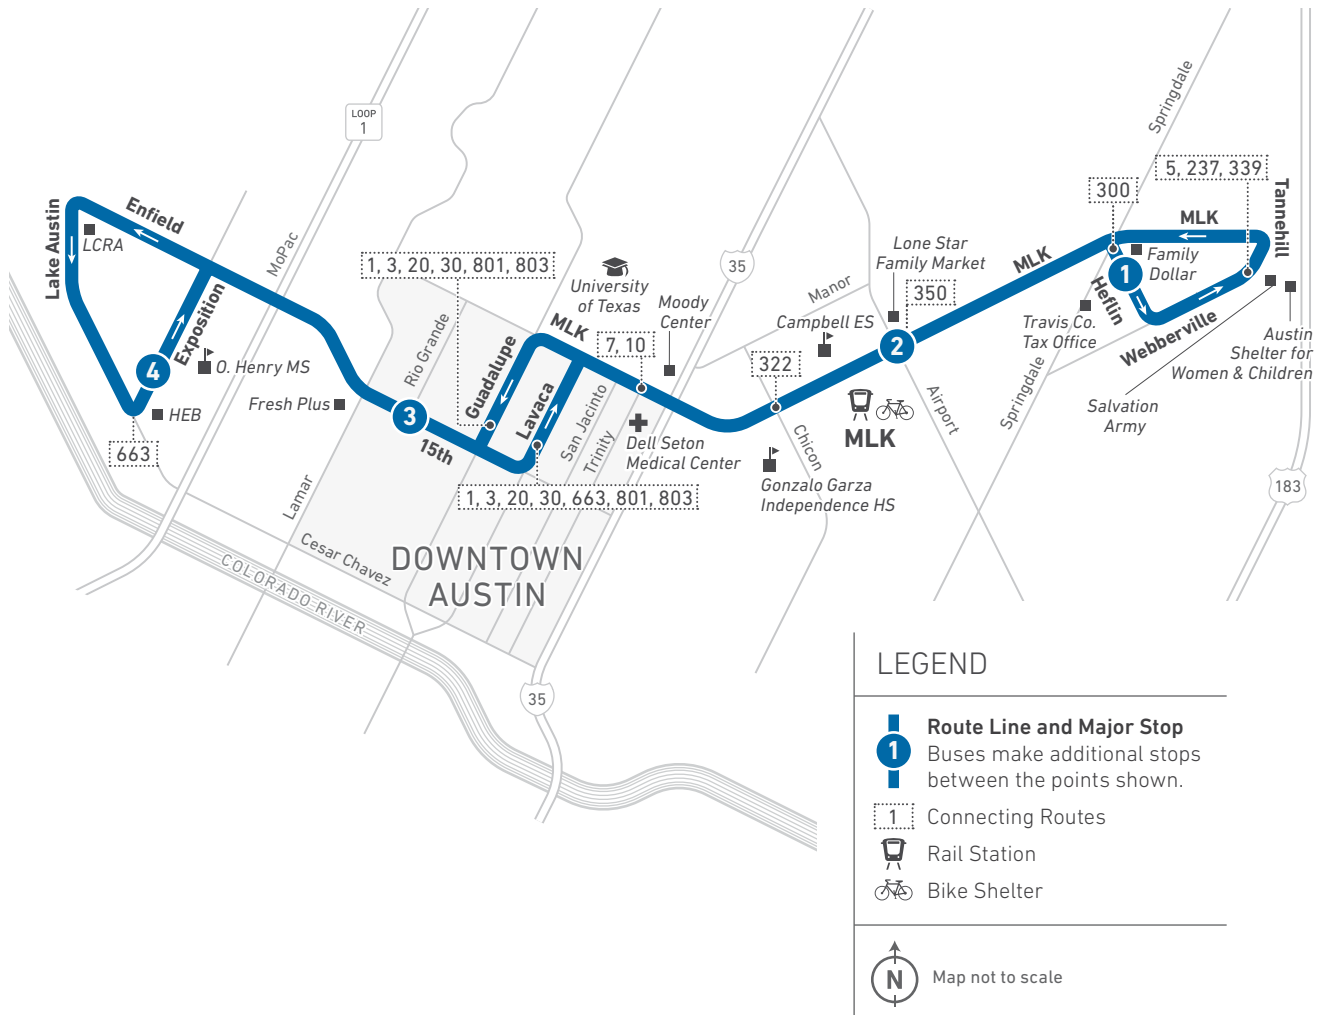 LOOP
1
Springdale
5, 237, 339
300
Tannehill
MLK
Lake Austin
Enfield
LCRA
MoPac
1, 3, 20, 30, 801, 803
University
of Texas
35
Lone Star
Family Market
MLK
Family
Dollar
1
Heflin
Manor
350
Moody
Center
MLK
7, 10
Campbell ES
2
Travis Co.
Tax Office
Webberville
Austin
Shelter for
Women & Children
Exposition
4
O. Henry MS
HEB
663
Fresh Plus
Rio Grande
3
15th
Guadalupe
Lavaca
San Jacinto
Trinity
322
MLK
Airport
Springdale
Salvation
Army
Dell Seton
Medical Center
Chicon
Gonzalo Garza
Independence HS
183
Lamar
1, 3, 20, 30, 663, 801, 803
Cesar Chavez
DOWNTOWN
AUSTIN
COLORADO RIVER
35
LEGEND
1
Route Line and Major Stop
Buses make additional stops
between the points shown.
1
Connecting Routes
Rail Station
Bike Shelter
N
Map not to scale